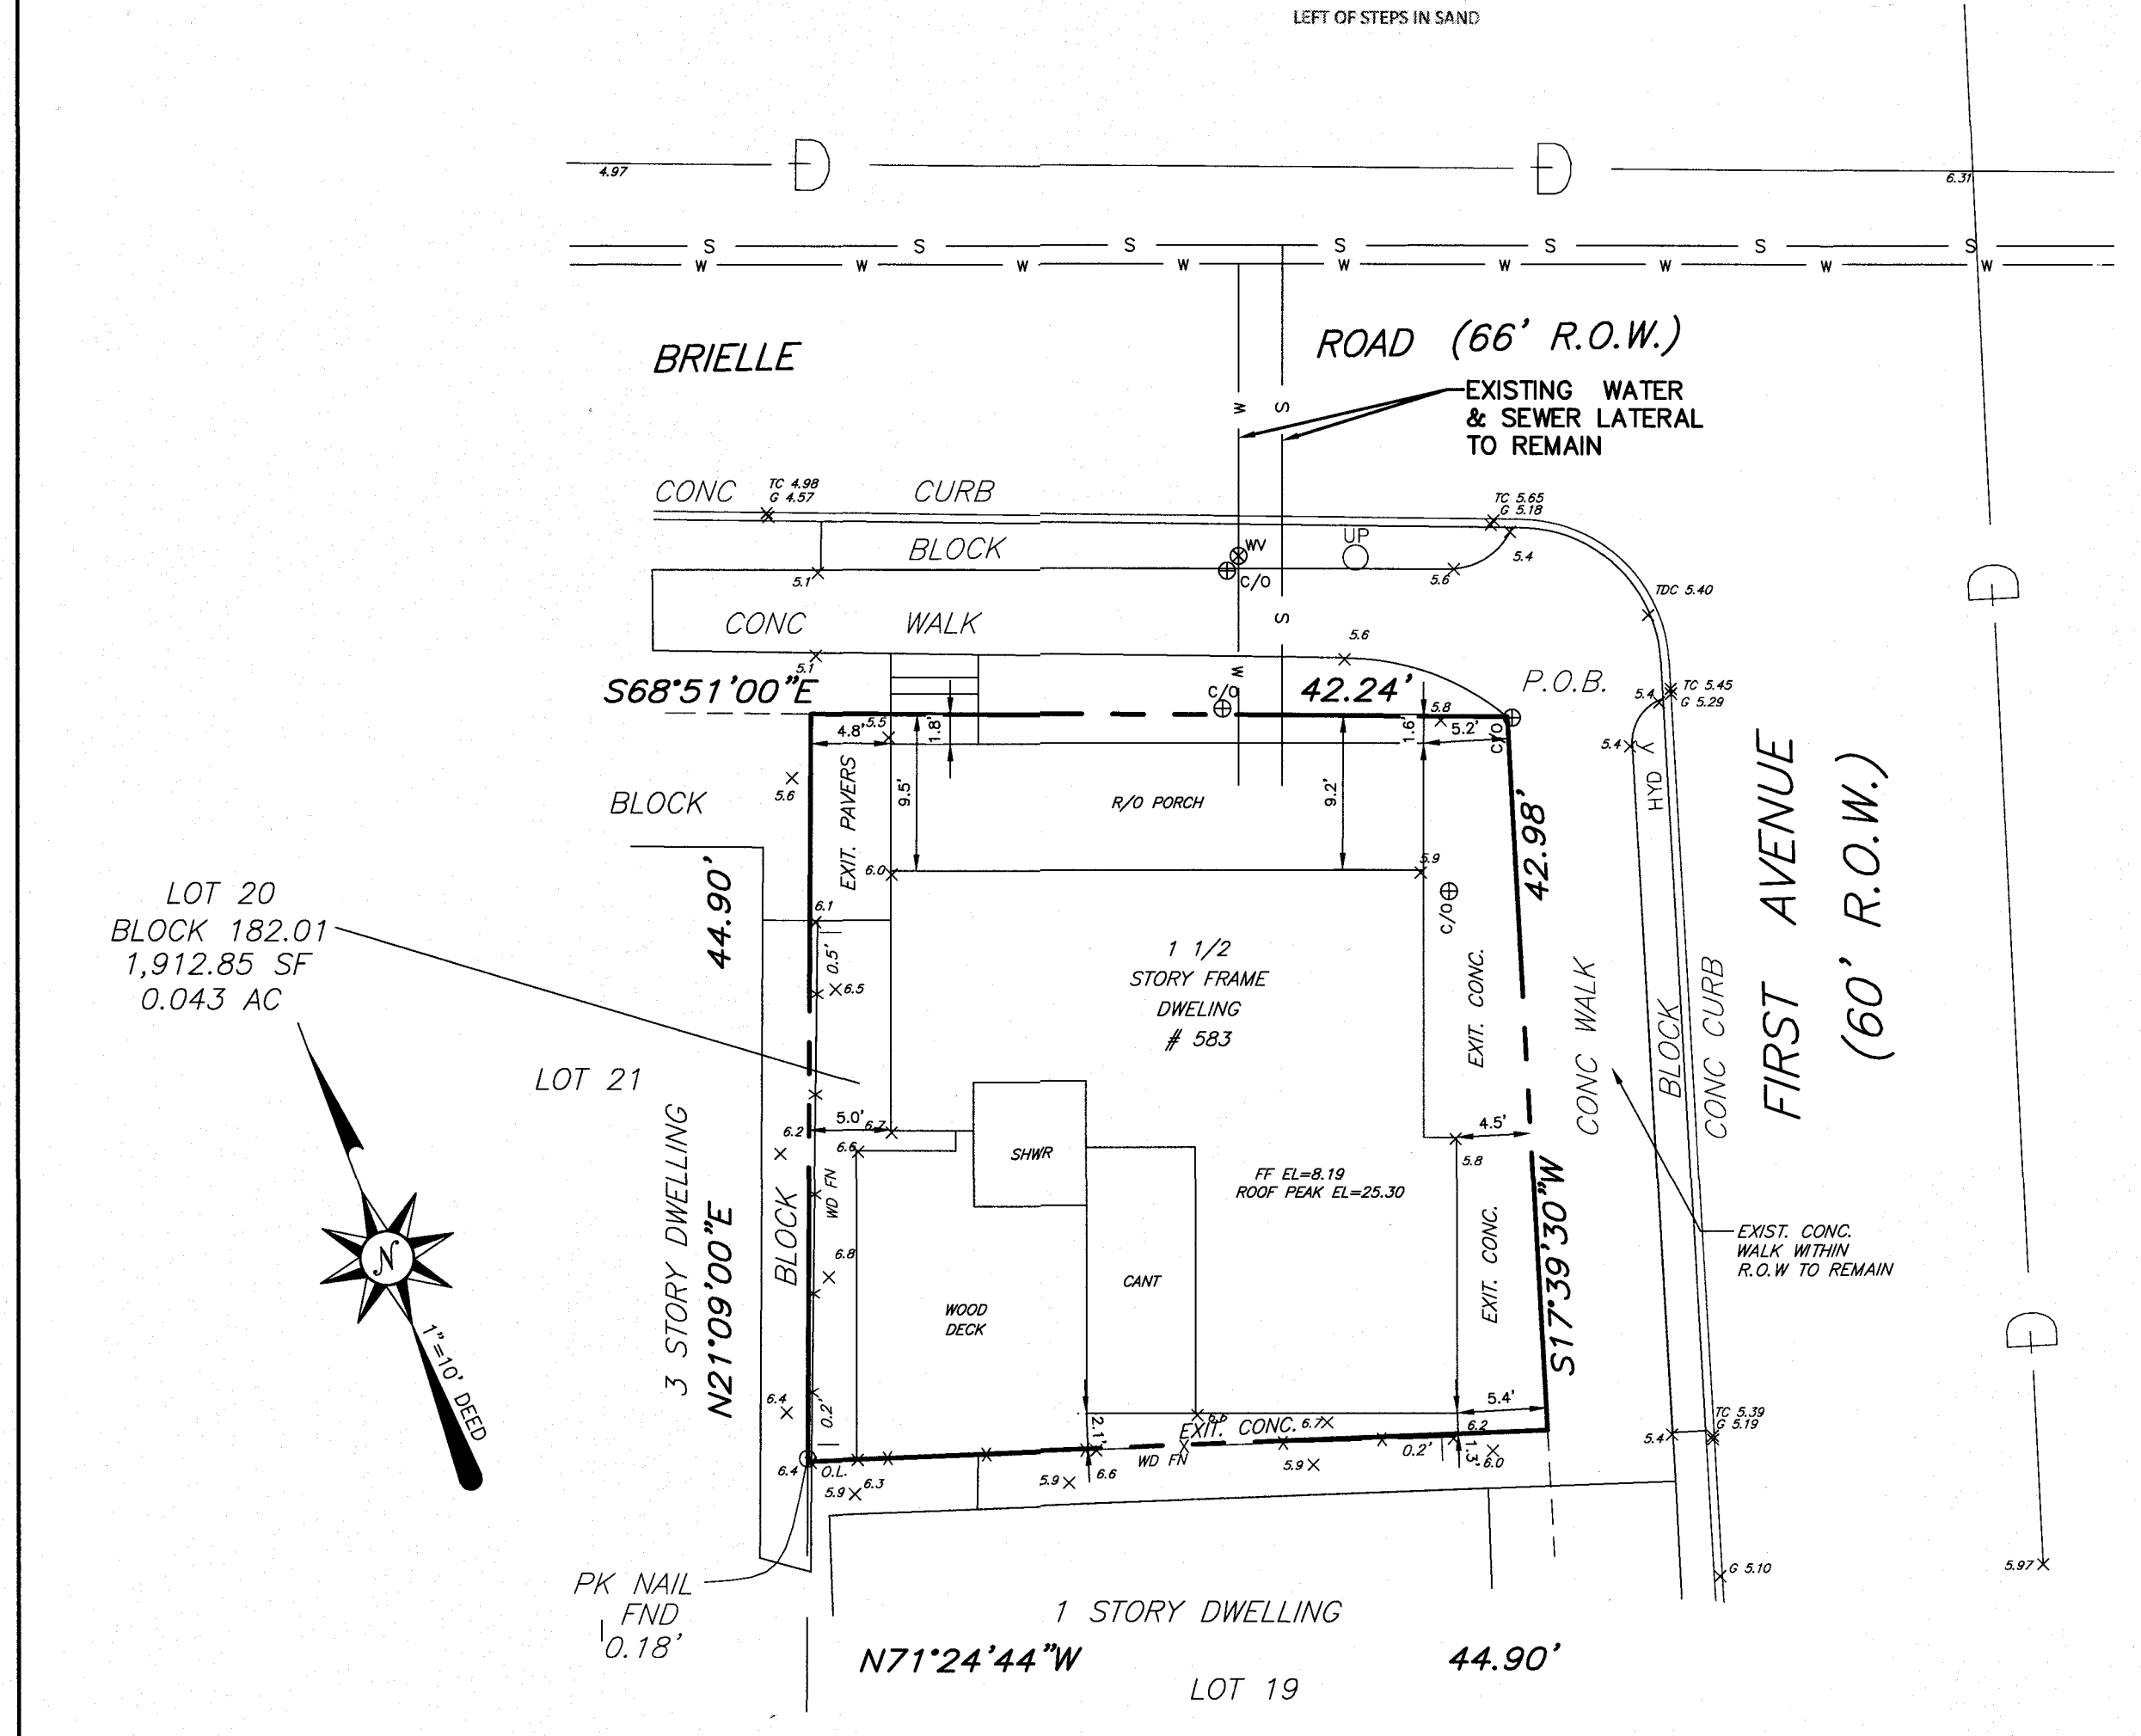 LEFT OF STEPS IN SAND
4.97
6.31
S S S S S S S
W W W W W W W W W
BRIELLE ROAD (66' R.O.W.)
EXISTING WATER
& SEWER LATERAL
TO REMAIN
W S
CONC CURB
TC 4.98
G 4.57
TC 5.65
G 5.18
BLOCK
WV
C/O
UP
5.1
5.6
5.4
TDC 5.40
CONC WALK
S
5.6
5.1
W
S68°51'00"E
C/O
42.24'
P.O.B.
5.4
TC 5.45
G 5.29
4.8'
5.5
1.8'
5.8
1.6'
5.2'
C/O
5.4
HYD
5.6
EXIT. PAVERS
9.5'
R/O PORCH
9.2'
BLOCK
42.98'
6.0
5.9
44.90'
C/O
FIRST AVENUE
(60' R.O.W.)
LOT 20
BLOCK 182.01
1,912.85 SF
0.043 AC
6.1
0.5'
6.5
1 1/2
STORY FRAME
DWELING
# 583
EXIT. CONC.
CONC WALK
BLOCK
CONC CURB
LOT 21
3 STORY DWELLING
6.2
5.0'
6.7
6.6
4.5'
5.8
SHWR
FF EL=8.19
ROOF PEAK EL=25.30
N21°09'00"E
BLOCK
WD FN
6.8
CANT
WOOD
DECK
EXIT. CONC.
S17°39'30"W
EXIST. CONC.
WALK WITHIN
R.O.W TO REMAIN
N
1"=10' DEED
6.4
0.2'
5.4'
2.1'
6.6
EXIT. CONC.
6.7
6.2
TC 5.39
G 5.19
5.4
6.4
O.L.
6.3
5.9
5.9
6.6
WD FN
5.9
0.2'
1.3'
6.0
G 5.10
5.97
PK NAIL
FND
0.18'
1 STORY DWELLING
N71°24'44"W 44.90'
LOT 19